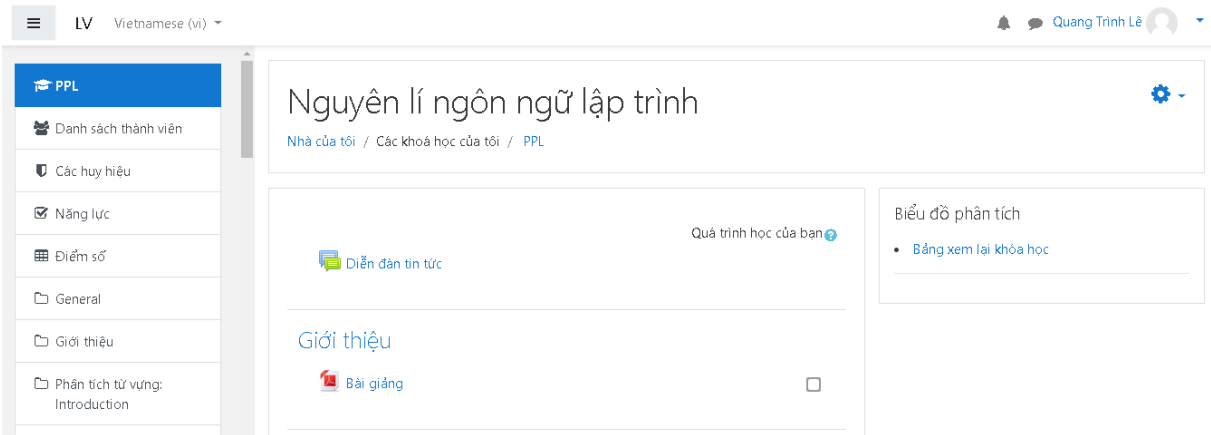 LV Vietnamese (vi)
Quang Trình Lê
PPL
Danh sách thành viên
Các huy hiệu
Năng lực
Điểm số
General
Giới thiệu
Phân tích từ vựng:
Introduction
Nguyên lí ngôn ngữ lập trình
Nhà của tôi / Các khoá học của tôi / PPL
Quá trình học của bạn
Diễn đàn tin tức
Giới thiệu
Bài giảng
Biểu đồ phân tích
Bảng xem lại khóa học